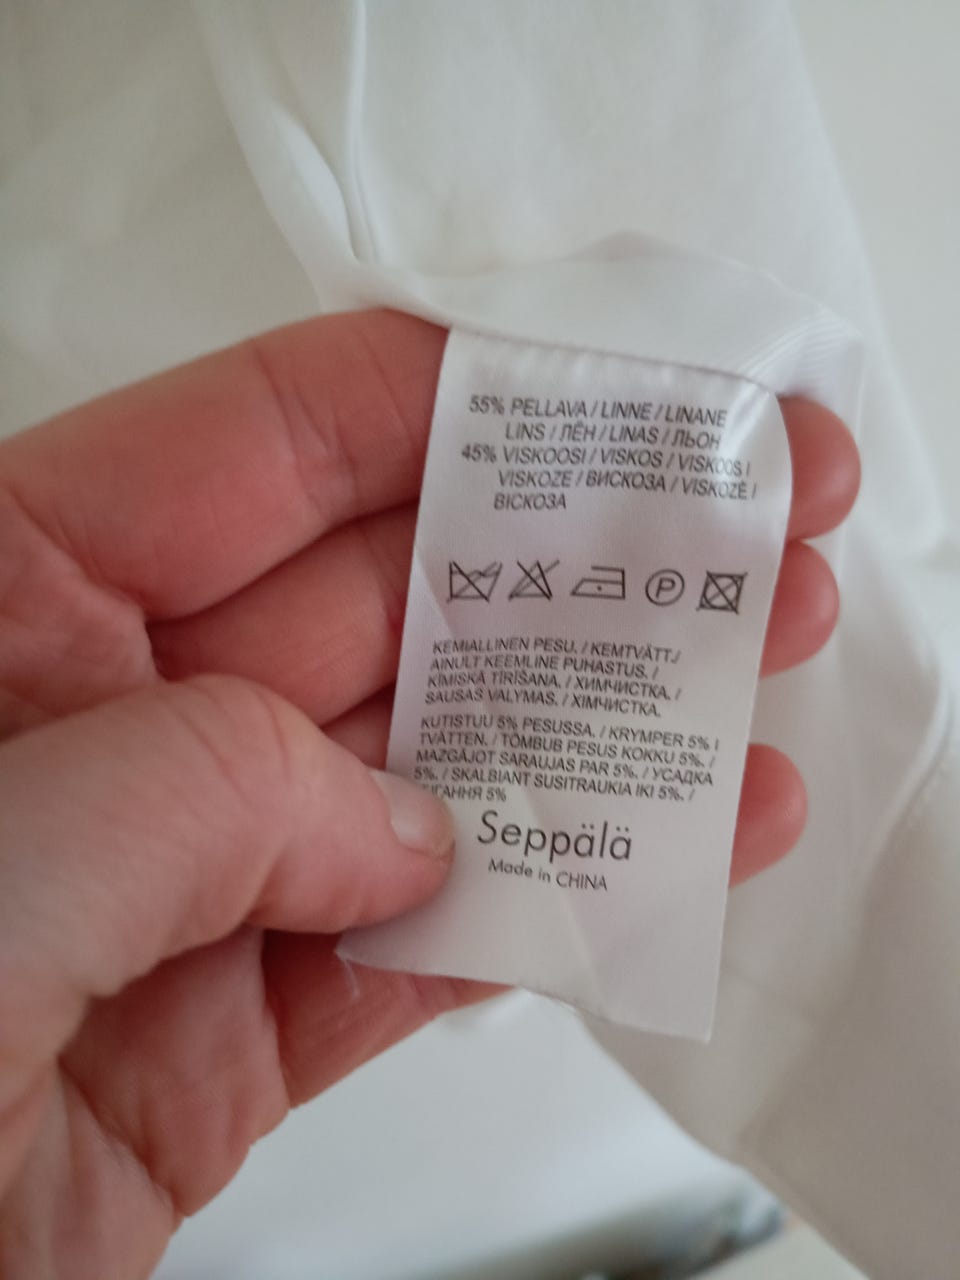 55% PELLAVA / LINNE / LINANE
LINS / ЛЁН / LINAS / ЛЬОН
45% VISKOOSI / VISKOS / VISKOOS /
VISKOZE / ВИСКОЗА / VISKOZĖ /
ВІСКОЗА
P
KEMIALLINEN PESU. / KEMTVÄTT./
AINULT KEEMLINE PUHASTUS. /
ĶĪMISKĀ TĪRĪŠANA. / ХИМЧИСТКА. /
SAUSAS VALYMAS. / ХІМЧИСТКА.
KUTISTUU 5% PESUSSA. / KRYMPER 5% I
TVÄTTEN. / TÕMBUB PESUS KOKKU 5%. /
MAZGĀJOT SARAUJAS PAR 5%. / УСАДКА
5%. / SKALBIANT SUSITRAUKIA IKI 5%. /
5%
Seppälä
Made in CHINA